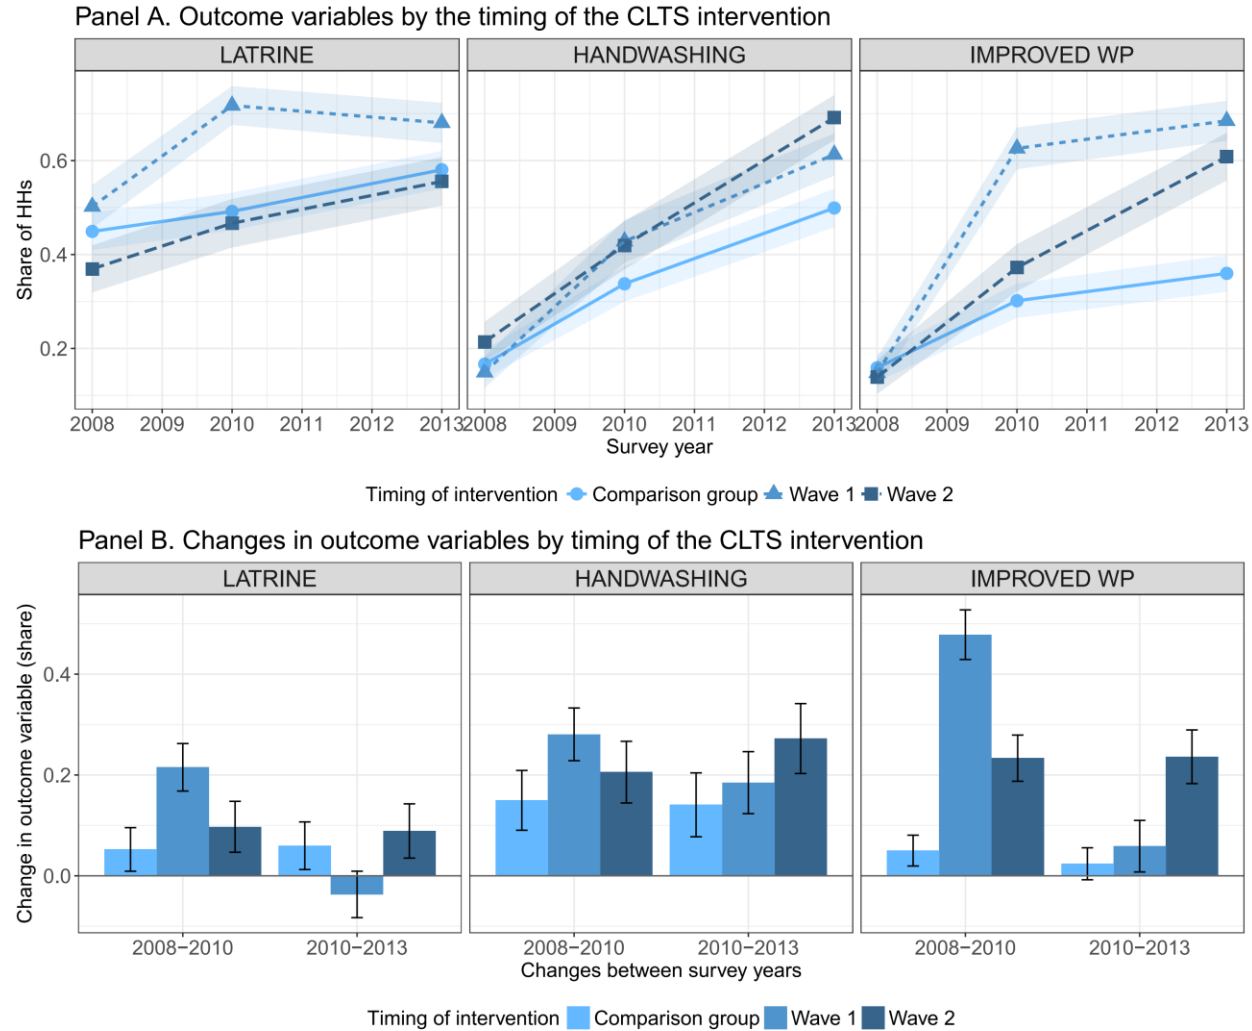 Panel A. Outcome variables by the timing of the CLTS intervention
LATRINE HANDWASHING IMPROVED WP
Share of HHs
0.6
0.4
0.2
2008 2009 2010 2011 2012 2013 2008 2009 2010 2011 2012 2013 2008 2009 2010 2011 2012 2013
Survey year
Timing of intervention Comparison group Wave 1 Wave 2
Panel B. Changes in outcome variables by timing of the CLTS intervention
LATRINE HANDWASHING IMPROVED WP
Change in outcome variable (share)
0.4
0.2
0.0
2008−2010 2010−2013 2008−2010 2010−2013 2008−2010 2010−2013
Changes between survey years
Timing of intervention Comparison group Wave 1 Wave 2